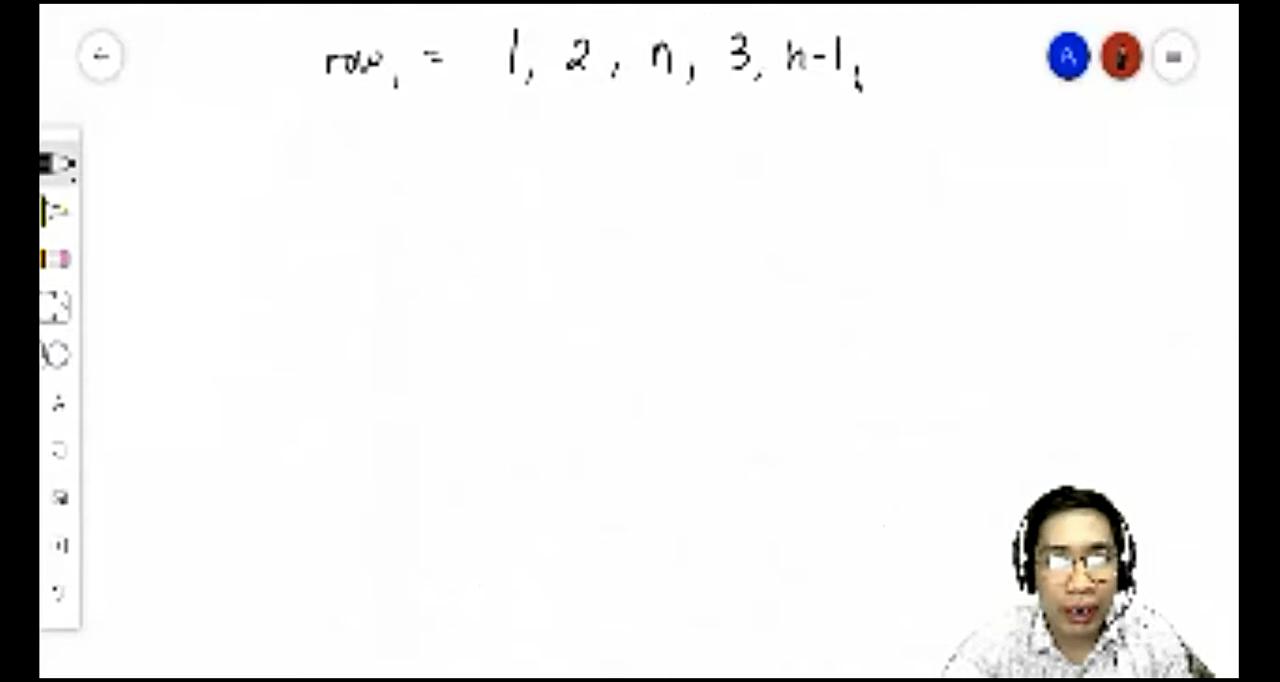 row₁ = 1, 2, n, 3, n-1,
A